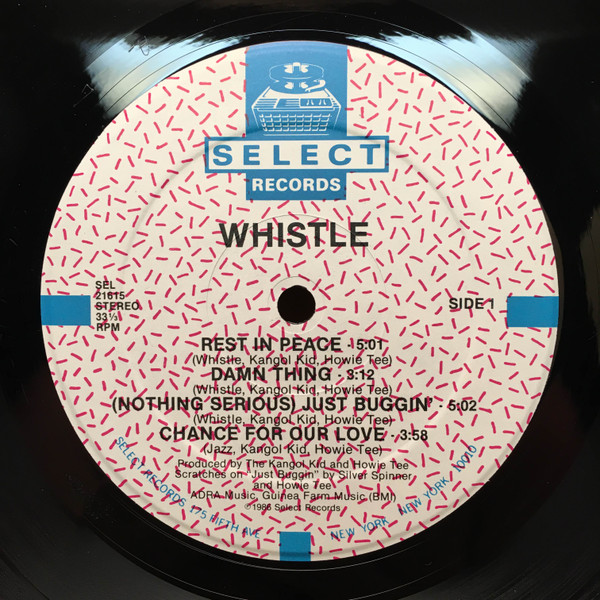 SELECT
RECORDS
WHISTLE
SEL
21615
STEREO
33⅓
RPM
SIDE 1
REST IN PEACE · 5:01
(Whistle, Kangol Kid, Howie Tee)
DAMN THING · 3:12
(Whistle, Kangol Kid, Howie Tee)
(NOTHING SERIOUS) JUST BUGGIN' · 5:02
(Whistle, Kangol Kid, Howie Tee)
CHANCE FOR OUR LOVE · 3:58
(Jazz, Kangol Kid, Howie Tee)
Produced by The Kangol Kid and Howie Tee
Scratches on "Just Buggin" by Silver Spinner
and Howie Tee
ADRA Music, Guinea Farm Music (BMI)
©1986 Select Records
SELECT RECORDS 175 FIFTH AVE NEW YORK NEW YORK 10010